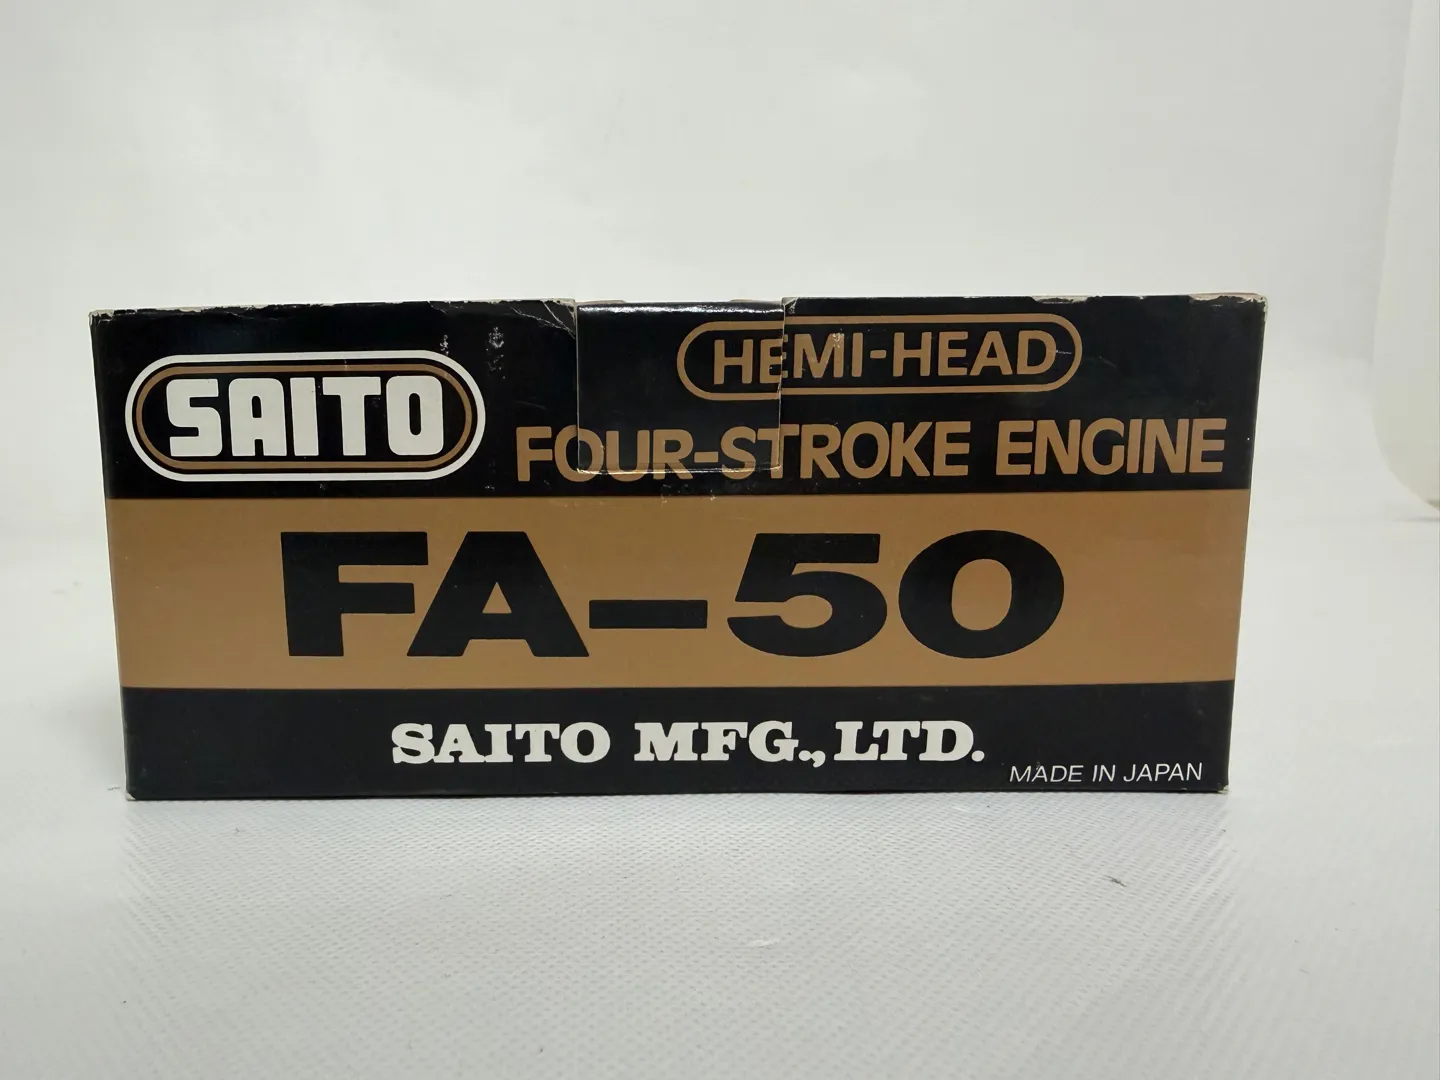 SAITO
HEMI-HEAD
FOUR-STROKE ENGINE
FA-50
SAITO MFG., LTD.
MADE IN JAPAN